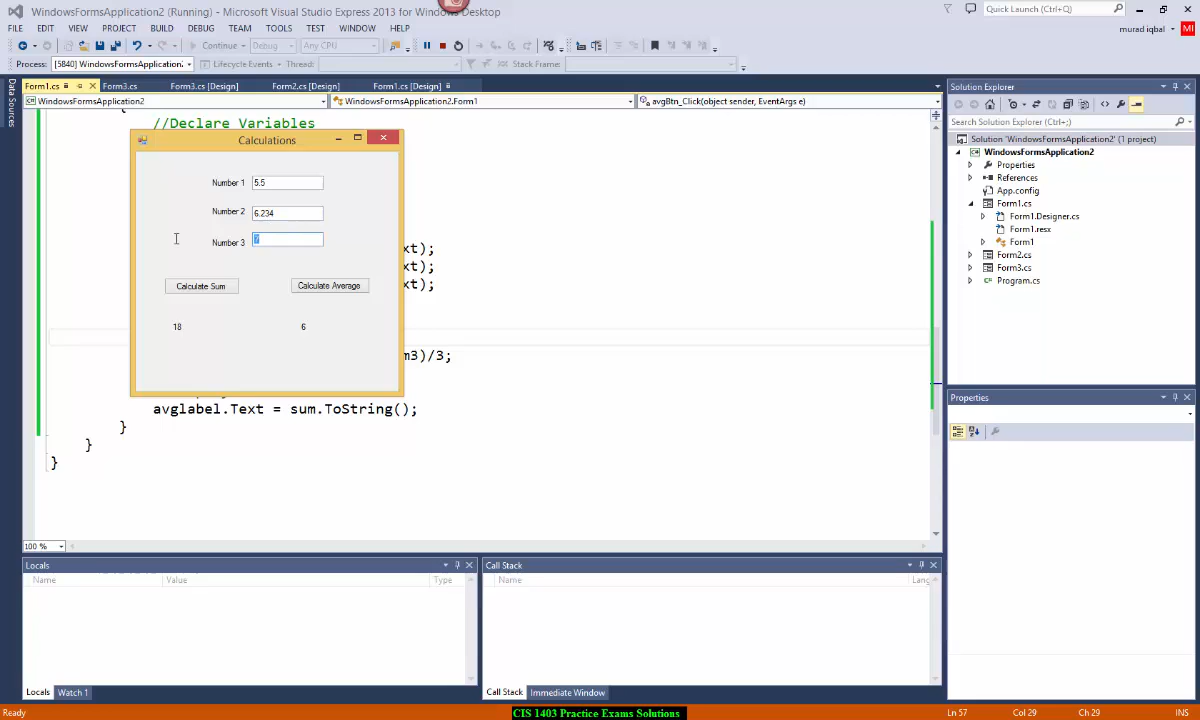 WindowsFormsApplication2 (Running) - Microsoft Visual Studio Express 2013 for Windows Desktop
Quick Launch (Ctrl+Q)
FILE EDIT VIEW PROJECT BUILD DEBUG TEAM TOOLS TEST WINDOW HELP
murad iqbal MI
Continue Debug Any CPU
Process: [5840] WindowsFormsApplication. Lifecycle Events Thread: Stack Frame:
Form1.cs Form3.cs Form3.cs [Design] Form2.cs [Design] Form1.cs [Design]
WindowsFormsApplication2 WindowsFormsApplication2.Form1 avgBtn_Click(object sender, EventArgs e)
Data Sources
{
//Declare Variables
Calculations
Number 1 5.5
Number 2 6.234
Number 3 7
Calculate Sum Calculate Average
18 6
xt);
xt);
xt);
m3)/3;
avglabel.Text = sum.ToString();
}
}
}
100 %
Solution Explorer
Search Solution Explorer (Ctrl+;)
Solution 'WindowsFormsApplication2' (1 project)
WindowsFormsApplication2
Properties
References
App.config
Form1.cs
Form1.Designer.cs
Form1.resx
Form1
Form2.cs
Form3.cs
Program.cs
Properties
Locals
Name Value Type
Locals Watch 1
Call Stack
Name Lang
Call Stack Immediate Window
Ready
CIS 1403 Practice Exams Solutions
Ln 57 Col 29 Ch 29 INS